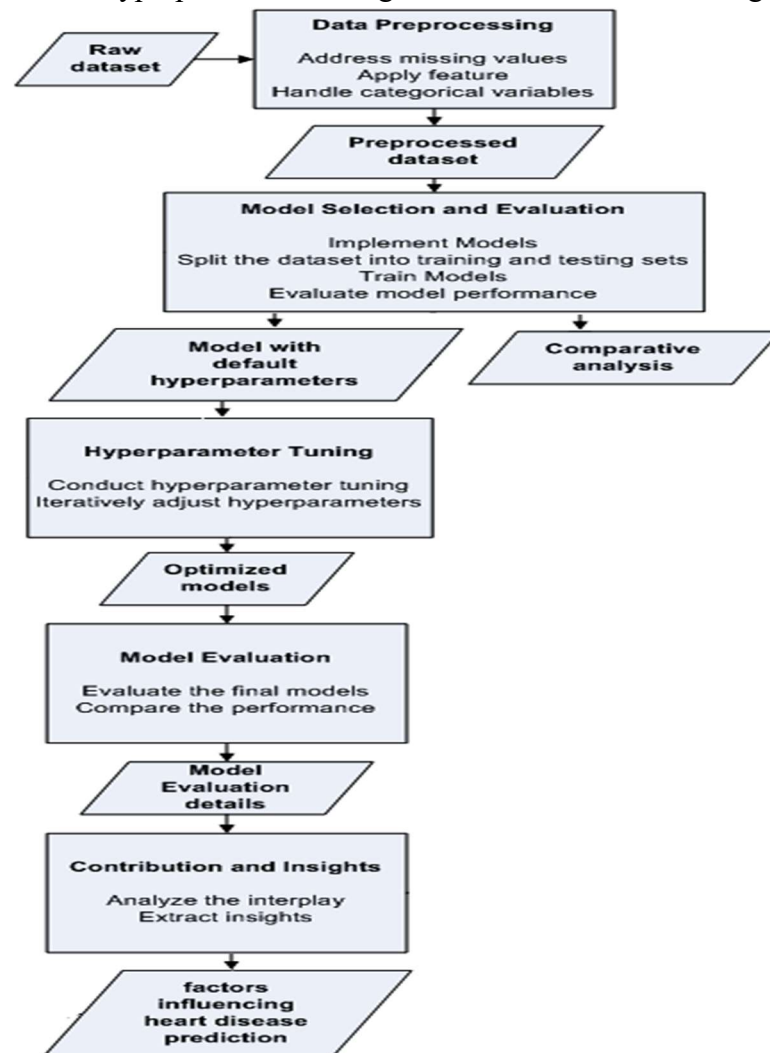 Data Preprocessing
Raw
dataset
Address missing values
Apply feature
Handle categorical variables
Preprocessed
dataset
Model Selection and Evaluation
Implement Models
Split the dataset into training and testing sets
Train Models
Evaluate model performance
Model with
default
hyperparameters
Comparative
analysis
Hyperparameter Tuning
Conduct hyperparameter tuning
Iteratively adjust hyperparameters
Optimized
models
Model Evaluation
Evaluate the final models
Compare the performance
Model
Evaluation
details
Contribution and Insights
Analyze the interplay
Extract insights
factors
influencing
heart disease
prediction